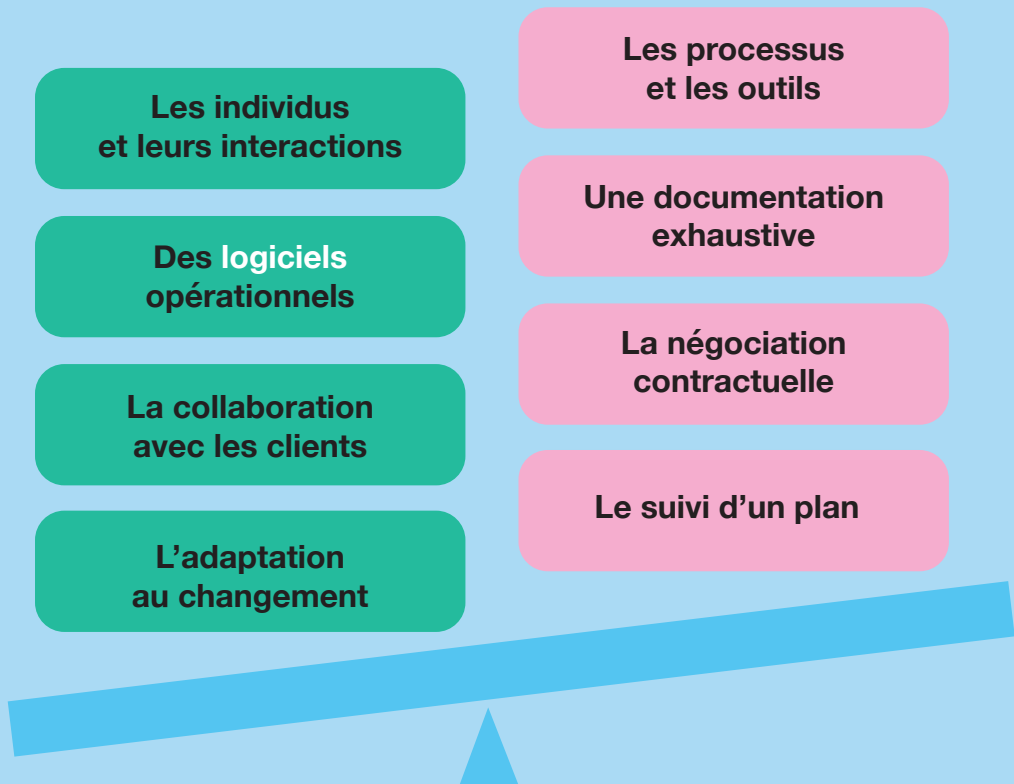 Les individus
et leurs interactions
Des logiciels
opérationnels
La collaboration
avec les clients
L’adaptation
au changement
Les processus
et les outils
Une documentation
exhaustive
La négociation
contractuelle
Le suivi d’un plan